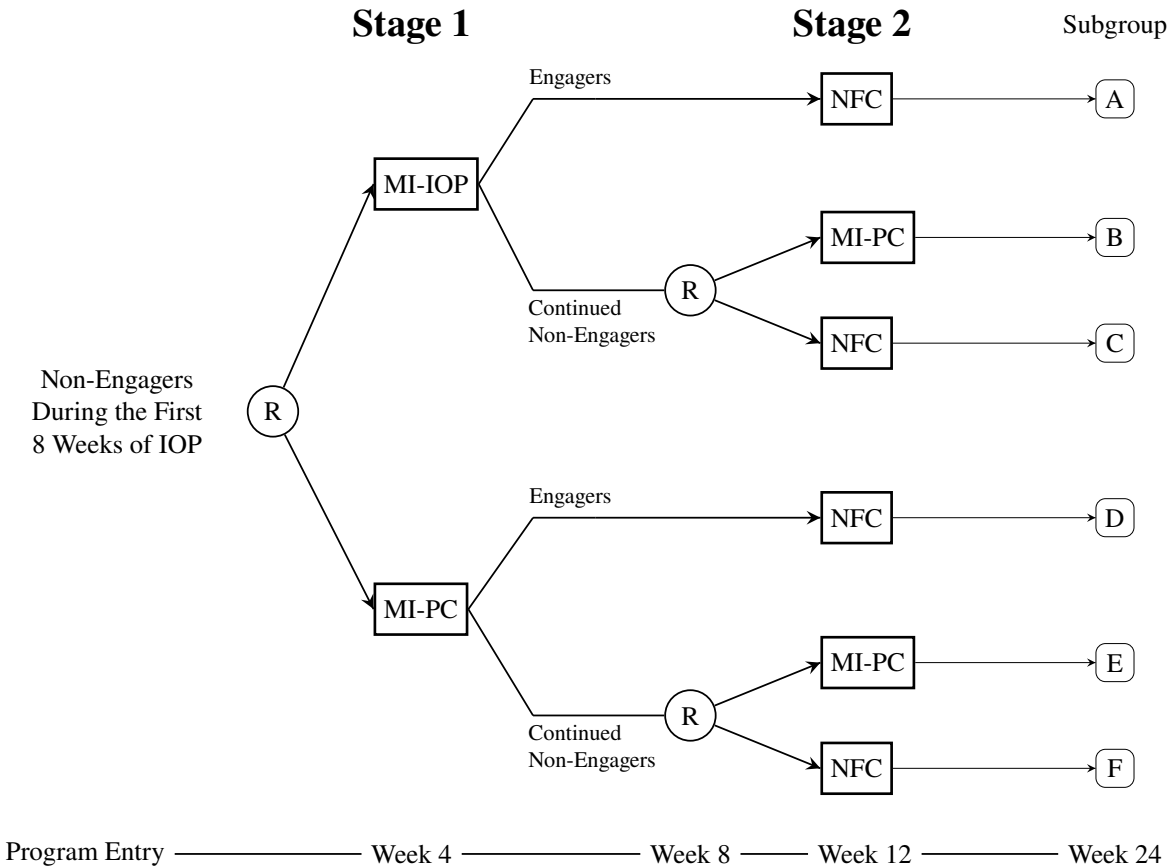 Stage 1
Stage 2
Subgroup
Engagers
NFC
A
MI-IOP
MI-PC
B
R
Continued
Non-Engagers
NFC
C
Non-Engagers
During the First
8 Weeks of IOP
R
Engagers
NFC
D
MI-PC
MI-PC
E
R
Continued
Non-Engagers
NFC
F
Program Entry
Week 4
Week 8
Week 12
Week 24